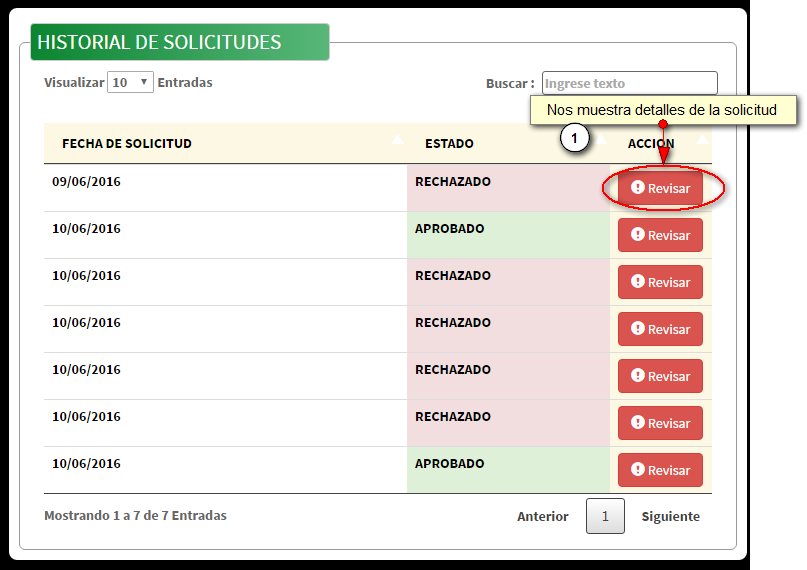 HISTORIAL DE SOLICITUDES
Visualizar 10 Entradas
Buscar : Ingrese texto
Nos muestra detalles de la solicitud
1
FECHA DE SOLICITUD ESTADO ACCION
09/06/2016 RECHAZADO Revisar
10/06/2016 APROBADO Revisar
10/06/2016 RECHAZADO Revisar
10/06/2016 RECHAZADO Revisar
10/06/2016 RECHAZADO Revisar
10/06/2016 RECHAZADO Revisar
10/06/2016 APROBADO Revisar
Mostrando 1 a 7 de 7 Entradas
Anterior 1 Siguiente